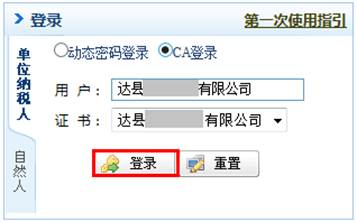 登录 第一次使用指引
单位纳税人
自然人
动态密码登录 CA登录
用 户： 达县 有限公司
证 书： 达县 有限公司
登录 重置